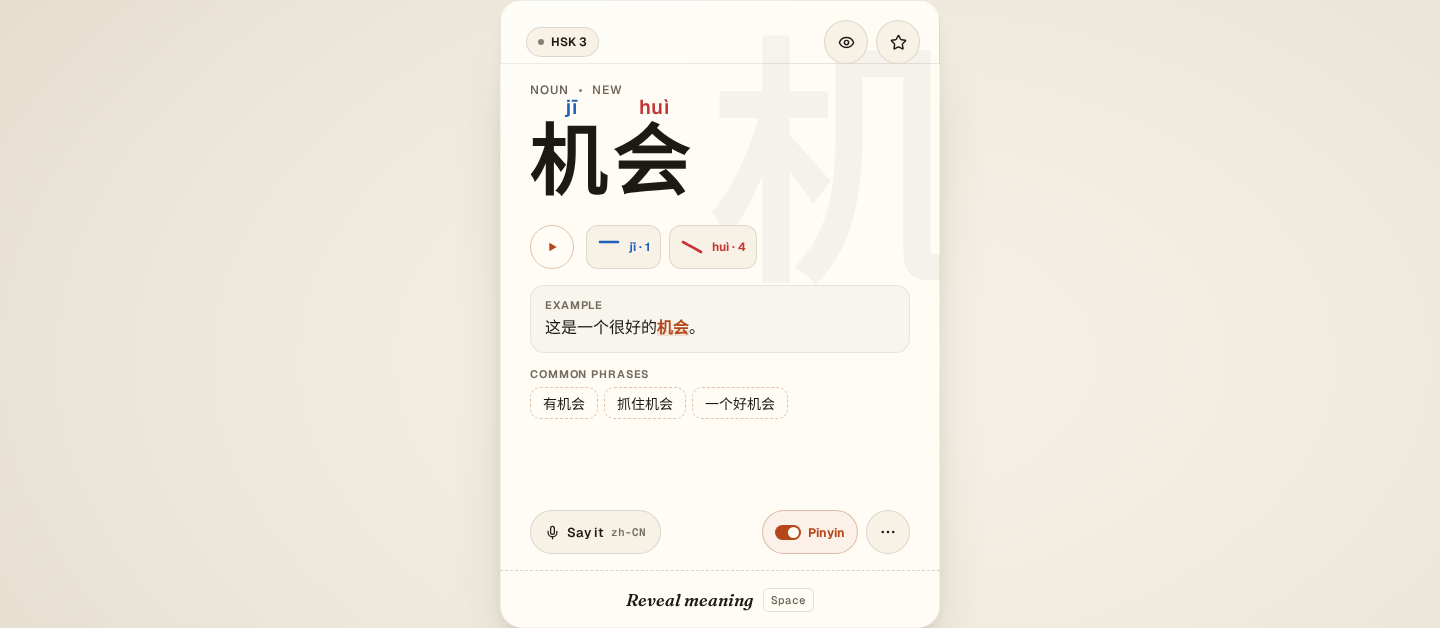 HSK 3
NOUN • NEW
jī huì
机会
机
jī · 1
huì · 4
EXAMPLE
这是一个很好的机会。
COMMON PHRASES
有机会
抓住机会
一个好机会
Say it zh-CN
Pinyin
Reveal meaning Space